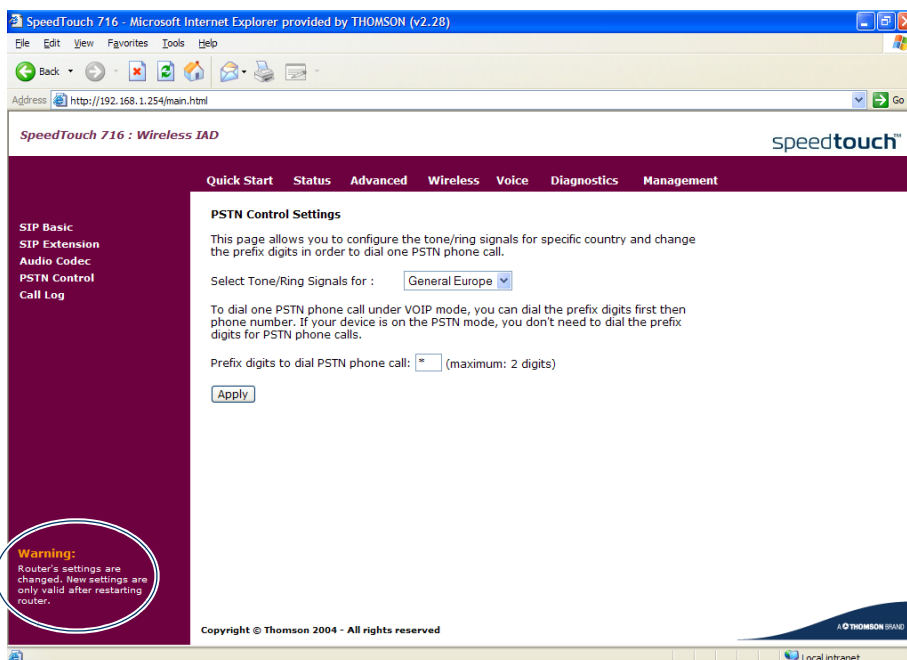 SpeedTouch 716 - Microsoft Internet Explorer provided by THOMSON (v2.28)
File Edit View Favorites Tools Help
Back
Address http://192.168.1.254/main.html Go
SpeedTouch 716 : Wireless IAD
speedtouch™
Quick Start Status Advanced Wireless Voice Diagnostics Management
SIP Basic
SIP Extension
Audio Codec
PSTN Control
Call Log
PSTN Control Settings
This page allows you to configure the tone/ring signals for specific country and change
the prefix digits in order to dial one PSTN phone call.
Select Tone/Ring Signals for : General Europe
To dial one PSTN phone call under VOIP mode, you can dial the prefix digits first then
phone number. If your device is on the PSTN mode, you don't need to dial the prefix
digits for PSTN phone calls.
Prefix digits to dial PSTN phone call: * (maximum: 2 digits)
Apply
Warning:
Router's settings are
changed. New settings are
only valid after restarting
router.
Copyright © Thomson 2004 - All rights reserved
A THOMSON BRAND
Local intranet